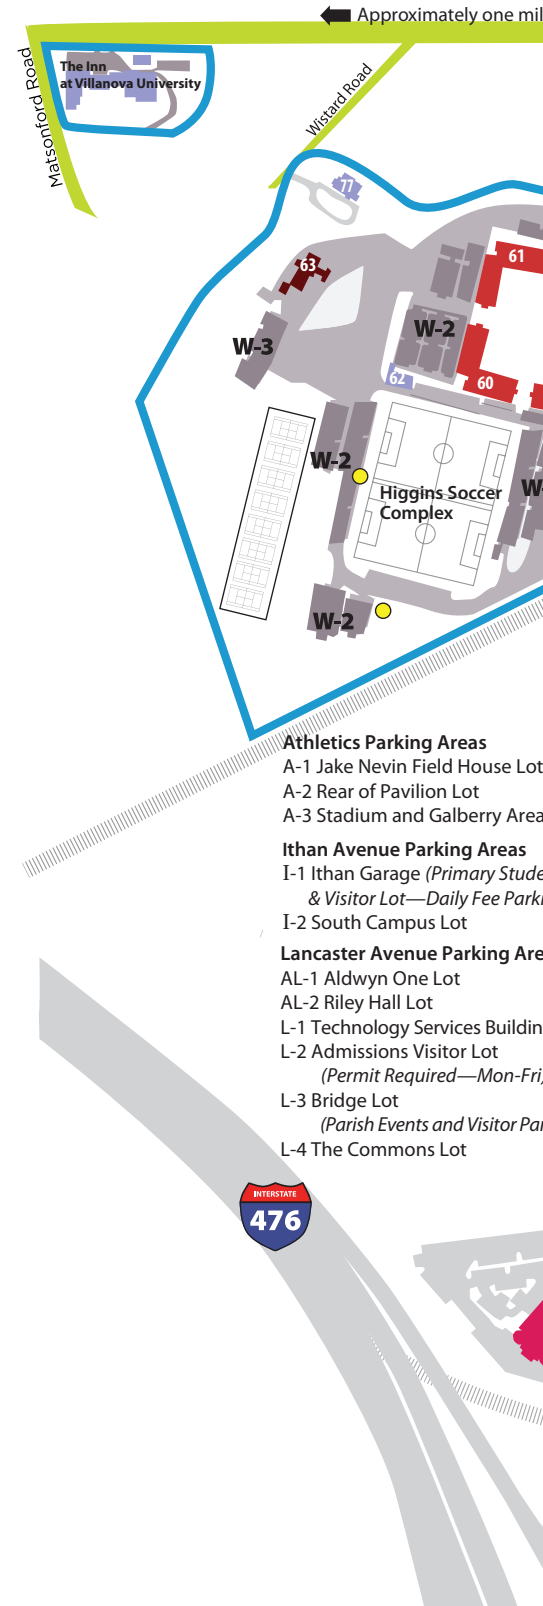 Approximately one mil
The Inn
at Villanova University
Matsonford Road
Wistard Road
77
61
63
W-2
W-3
62
60
W-2
Higgins Soccer
Complex
W-
W-2
Athletics Parking Areas
A-1 Jake Nevin Field House Lot
A-2 Rear of Pavilion Lot
A-3 Stadium and Galberry Area
Ithan Avenue Parking Areas
I-1 Ithan Garage (Primary Stude
& Visitor Lot—Daily Fee Parki
I-2 South Campus Lot
Lancaster Avenue Parking Are
AL-1 Aldwyn One Lot
AL-2 Riley Hall Lot
L-1 Technology Services Buildin
L-2 Admissions Visitor Lot
(Permit Required—Mon-Fri,
L-3 Bridge Lot
(Parish Events and Visitor Par
L-4 The Commons Lot
INTERSTATE
476